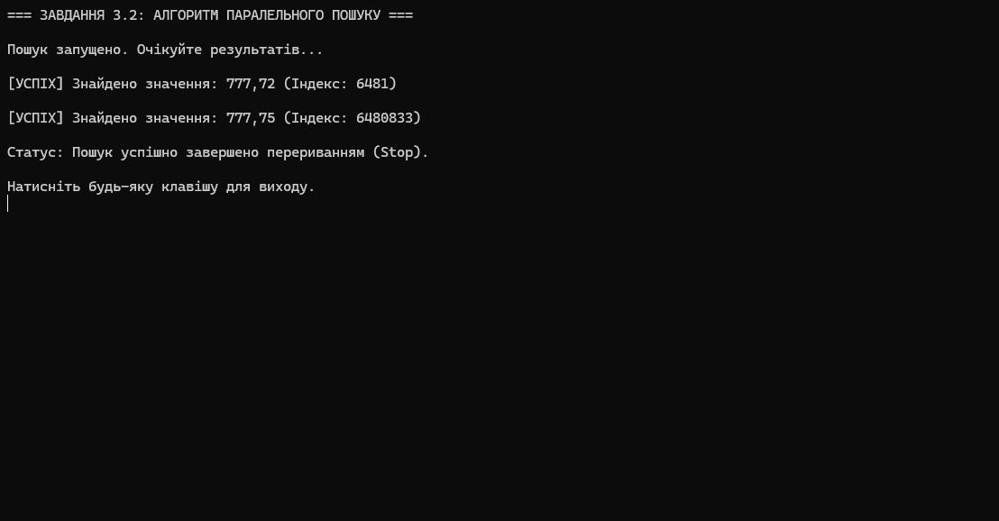 === ЗАВДАННЯ 3.2: АЛГОРИТМ ПАРАЛЕЛЬНОГО ПОШУКУ ===
Пошук запущено. Очікуйте результатів...
[УСПІХ] Знайдено значення: 777,72 (Індекс: 6481)
[УСПІХ] Знайдено значення: 777,75 (Індекс: 6480833)
Статус: Пошук успішно завершено перериванням (Stop).
Натисніть будь-яку клавішу для виходу.